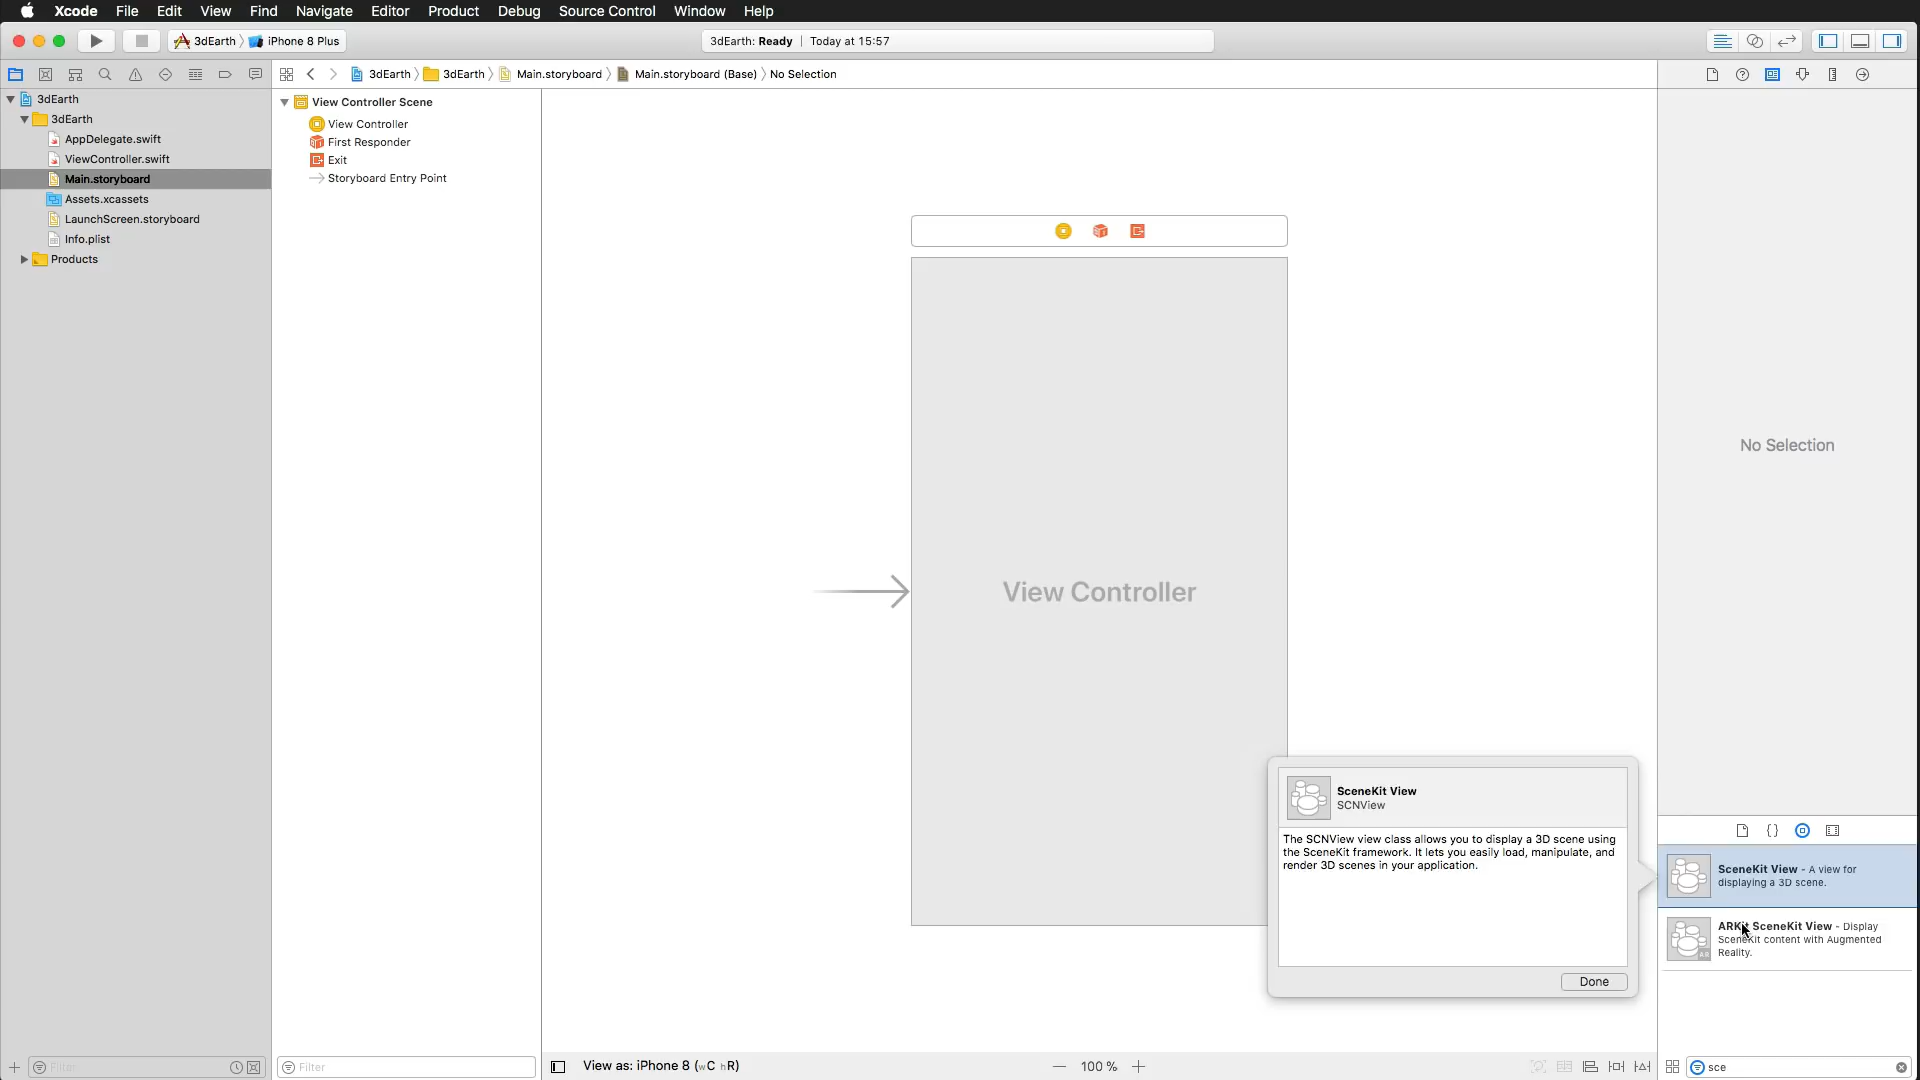 Xcode File Edit View Find Navigate Editor Product Debug Source Control Window Help
3dEarth iPhone 8 Plus
3dEarth: Ready | Today at 15:57
3dEarth 3dEarth Main.storyboard Main.storyboard (Base) No Selection
3dEarth
3dEarth
AppDelegate.swift
ViewController.swift
Main.storyboard
Assets.xcassets
LaunchScreen.storyboard
Info.plist
Products
View Controller Scene
View Controller
First Responder
Exit
Storyboard Entry Point
View Controller
No Selection
SceneKit View
SCNView
The SCNView view class allows you to display a 3D scene using
the SceneKit framework. It lets you easily load, manipulate, and
render 3D scenes in your application.
Done
SceneKit View - A view for
displaying a 3D scene.
ARKit SceneKit View - Display
SceneKit content with Augmented
Reality.
Filter
Filter
View as: iPhone 8 (wC hR)
100 %
sce